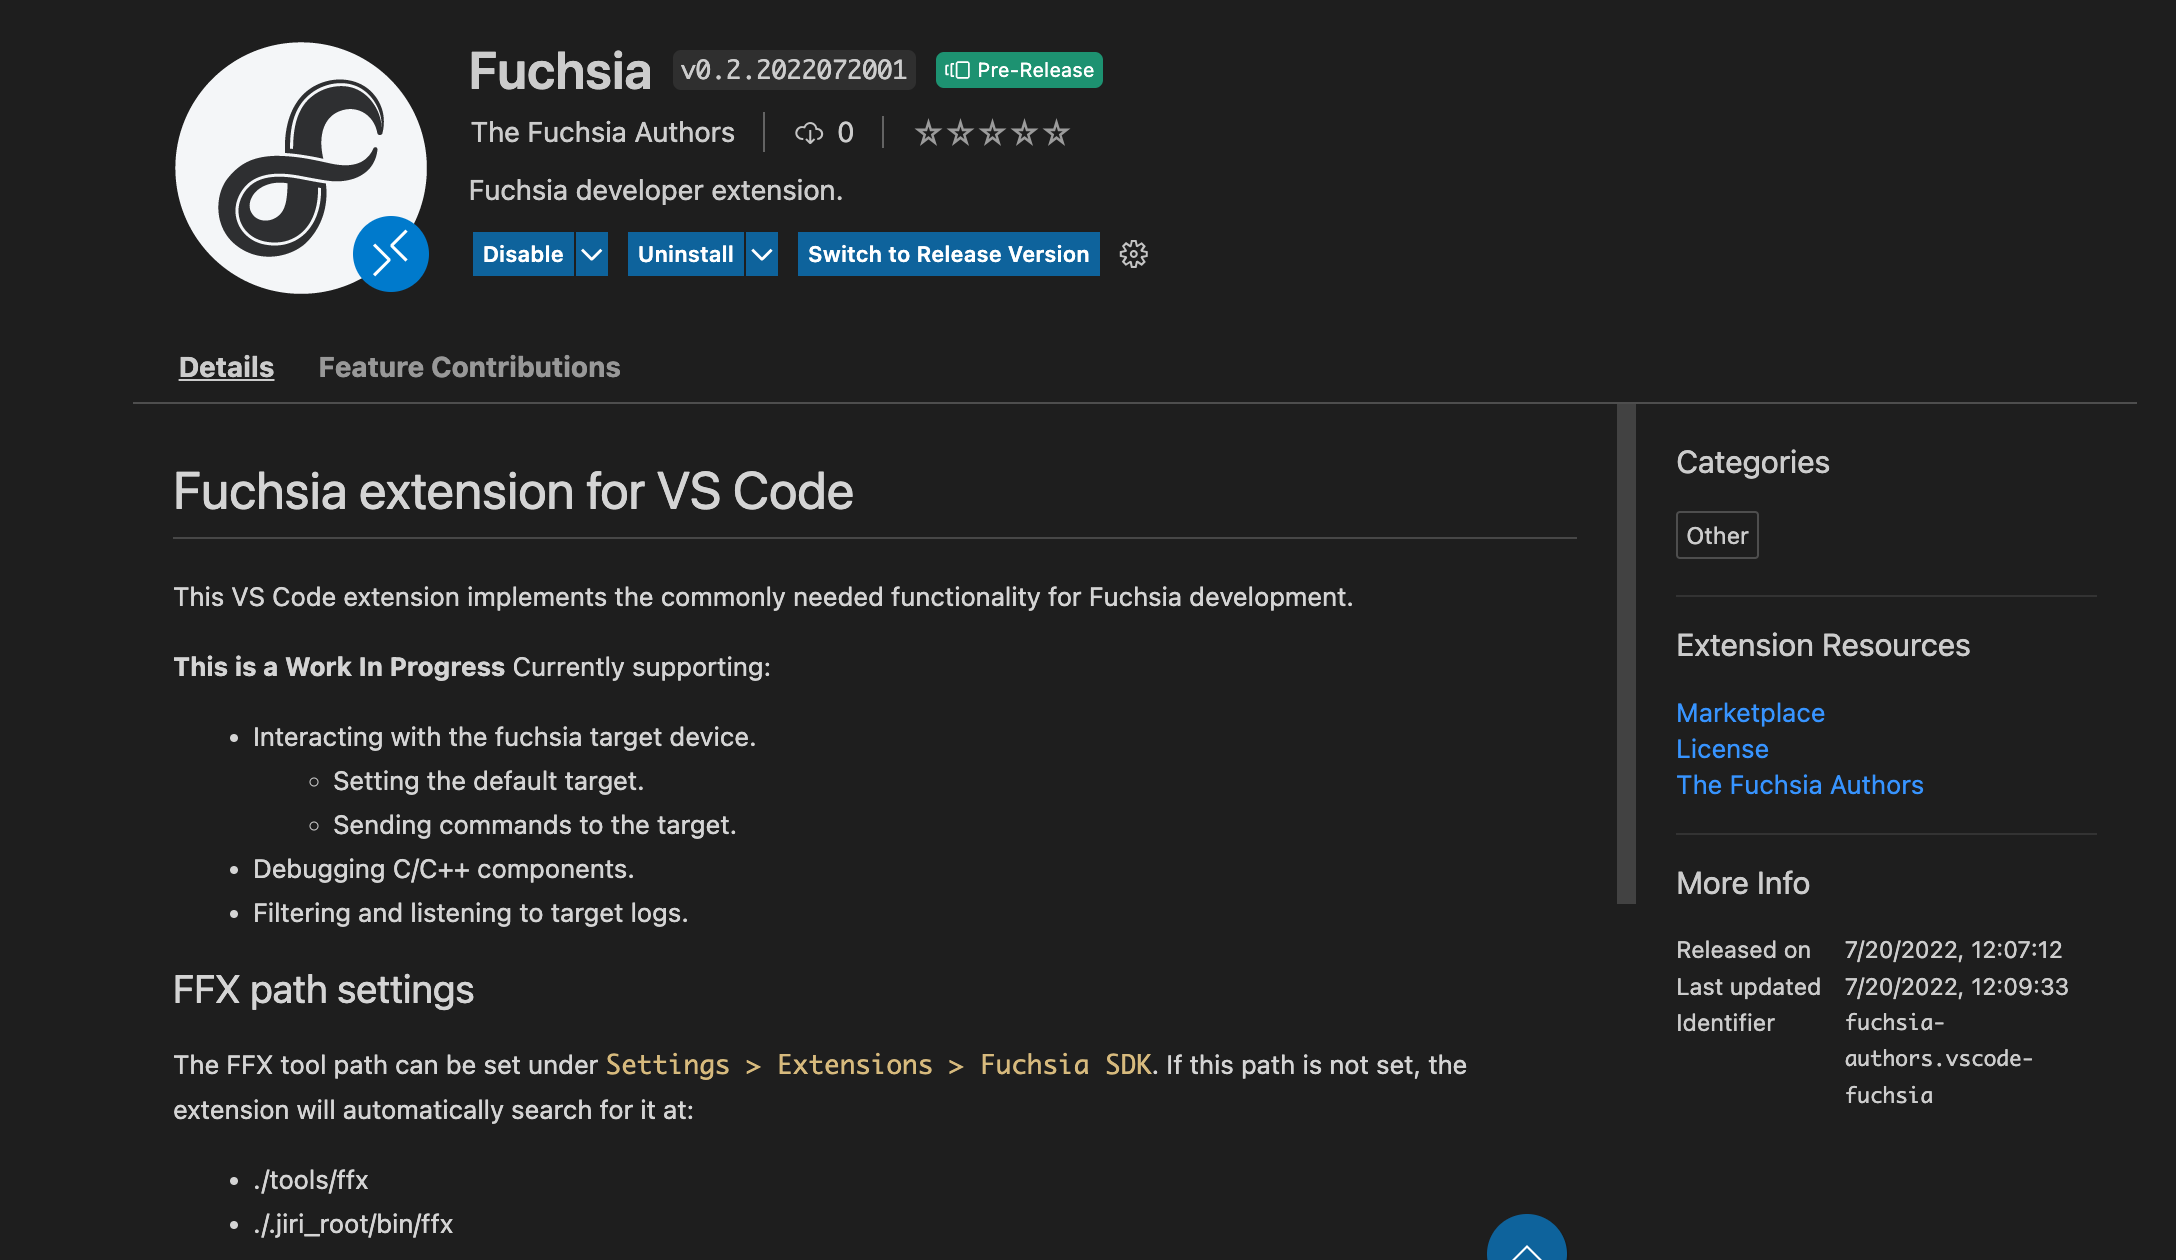 Fuchsia v0.2.2022072001 Pre-Release
The Fuchsia Authors 0
Fuchsia developer extension.
Disable Uninstall Switch to Release Version
Details Feature Contributions
Fuchsia extension for VS Code
This VS Code extension implements the commonly needed functionality for Fuchsia development.
This is a Work In Progress Currently supporting:
• Interacting with the fuchsia target device.
◦ Setting the default target.
◦ Sending commands to the target.
• Debugging C/C++ components.
• Filtering and listening to target logs.
FFX path settings
The FFX tool path can be set under Settings > Extensions > Fuchsia SDK. If this path is not set, the
extension will automatically search for it at:
• ./tools/ffx
• ./.jiri_root/bin/ffx
Categories
Other
Extension Resources
Marketplace
License
The Fuchsia Authors
More Info
Released on 7/20/2022, 12:07:12
Last updated 7/20/2022, 12:09:33
Identifier fuchsia-
authors.vscode-
fuchsia